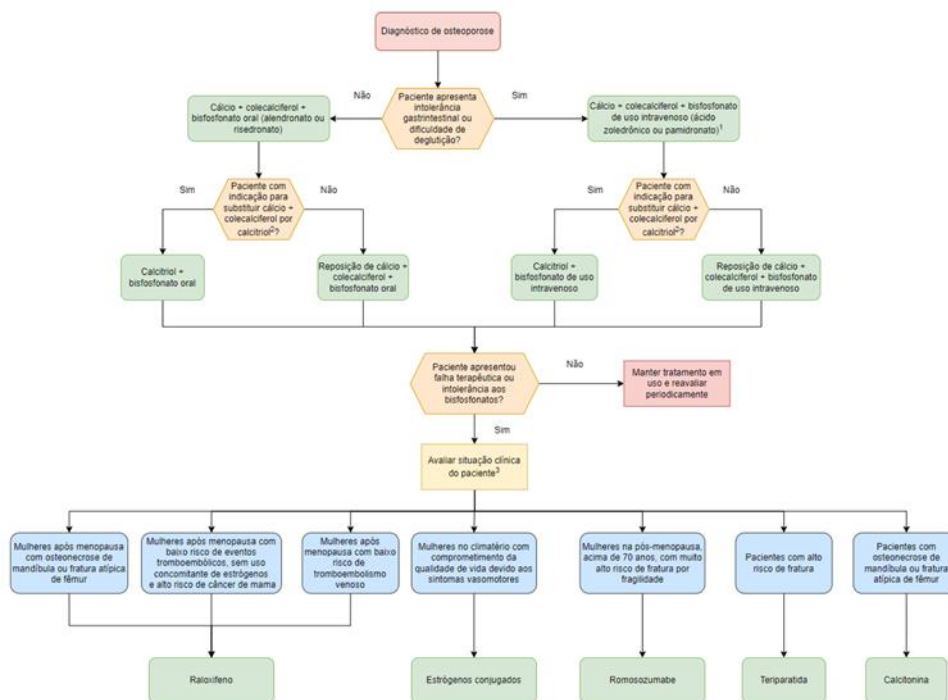 Diagnóstico de osteoporose
Não
Paciente apresenta
intolerância
gastrintestinal ou
dificuldade de
deglutição?
Sim
Cálcio + colecalciferol +
bisfosfonato oral (alendronato ou
risedronato)
Cálcio + colecalciferol + bisfosfonato
de uso intravenoso (ácido
zoledrônico ou pamidronato)¹
Sim
Paciente com
indicação para
substituir cálcio +
colecalciferol por
calcitriol²?
Não
Sim
Paciente com
indicação para
substituir cálcio +
colecalciferol por
calcitriol²?
Não
Calcitriol +
bisfosfonato oral
Reposição de cálcio +
colecalciferol +
bisfosfonato oral
Calcitriol +
bisfosfonato de uso
intravenoso
Reposição de cálcio +
colecalciferol + bisfosfonato
de uso intravenoso
Paciente apresentou
falha terapêutica ou
intolerância aos
bisfosfonatos?
Não
Manter tratamento em
uso e reavaliar
periodicamente
Sim
Avaliar situação clínica
do paciente³
Mulheres após menopausa
com osteonecrose de
mandíbula ou fratura atípica
de fêmur
Mulheres após menopausa com
baixo risco de eventos
tromboembólicos, sem uso
concomitante de estrógenos
e alto risco de câncer de mama
Mulheres após
menopausa com baixo
risco de
tromboembolismo
venoso
Mulheres no climatério com
comprometimento da
qualidade de vida devido aos
sintomas vasomotores
Mulheres na pós-menopausa,
acima de 70 anos, com muito
alto risco de fratura por
fragilidade
Pacientes com alto
risco de fratura
Pacientes com
osteonecrose de
mandíbula ou fratura
atípica de fêmur
Raloxifeno
Estrógenos conjugados
Romosozumabe
Teriparatida
Calcitonina